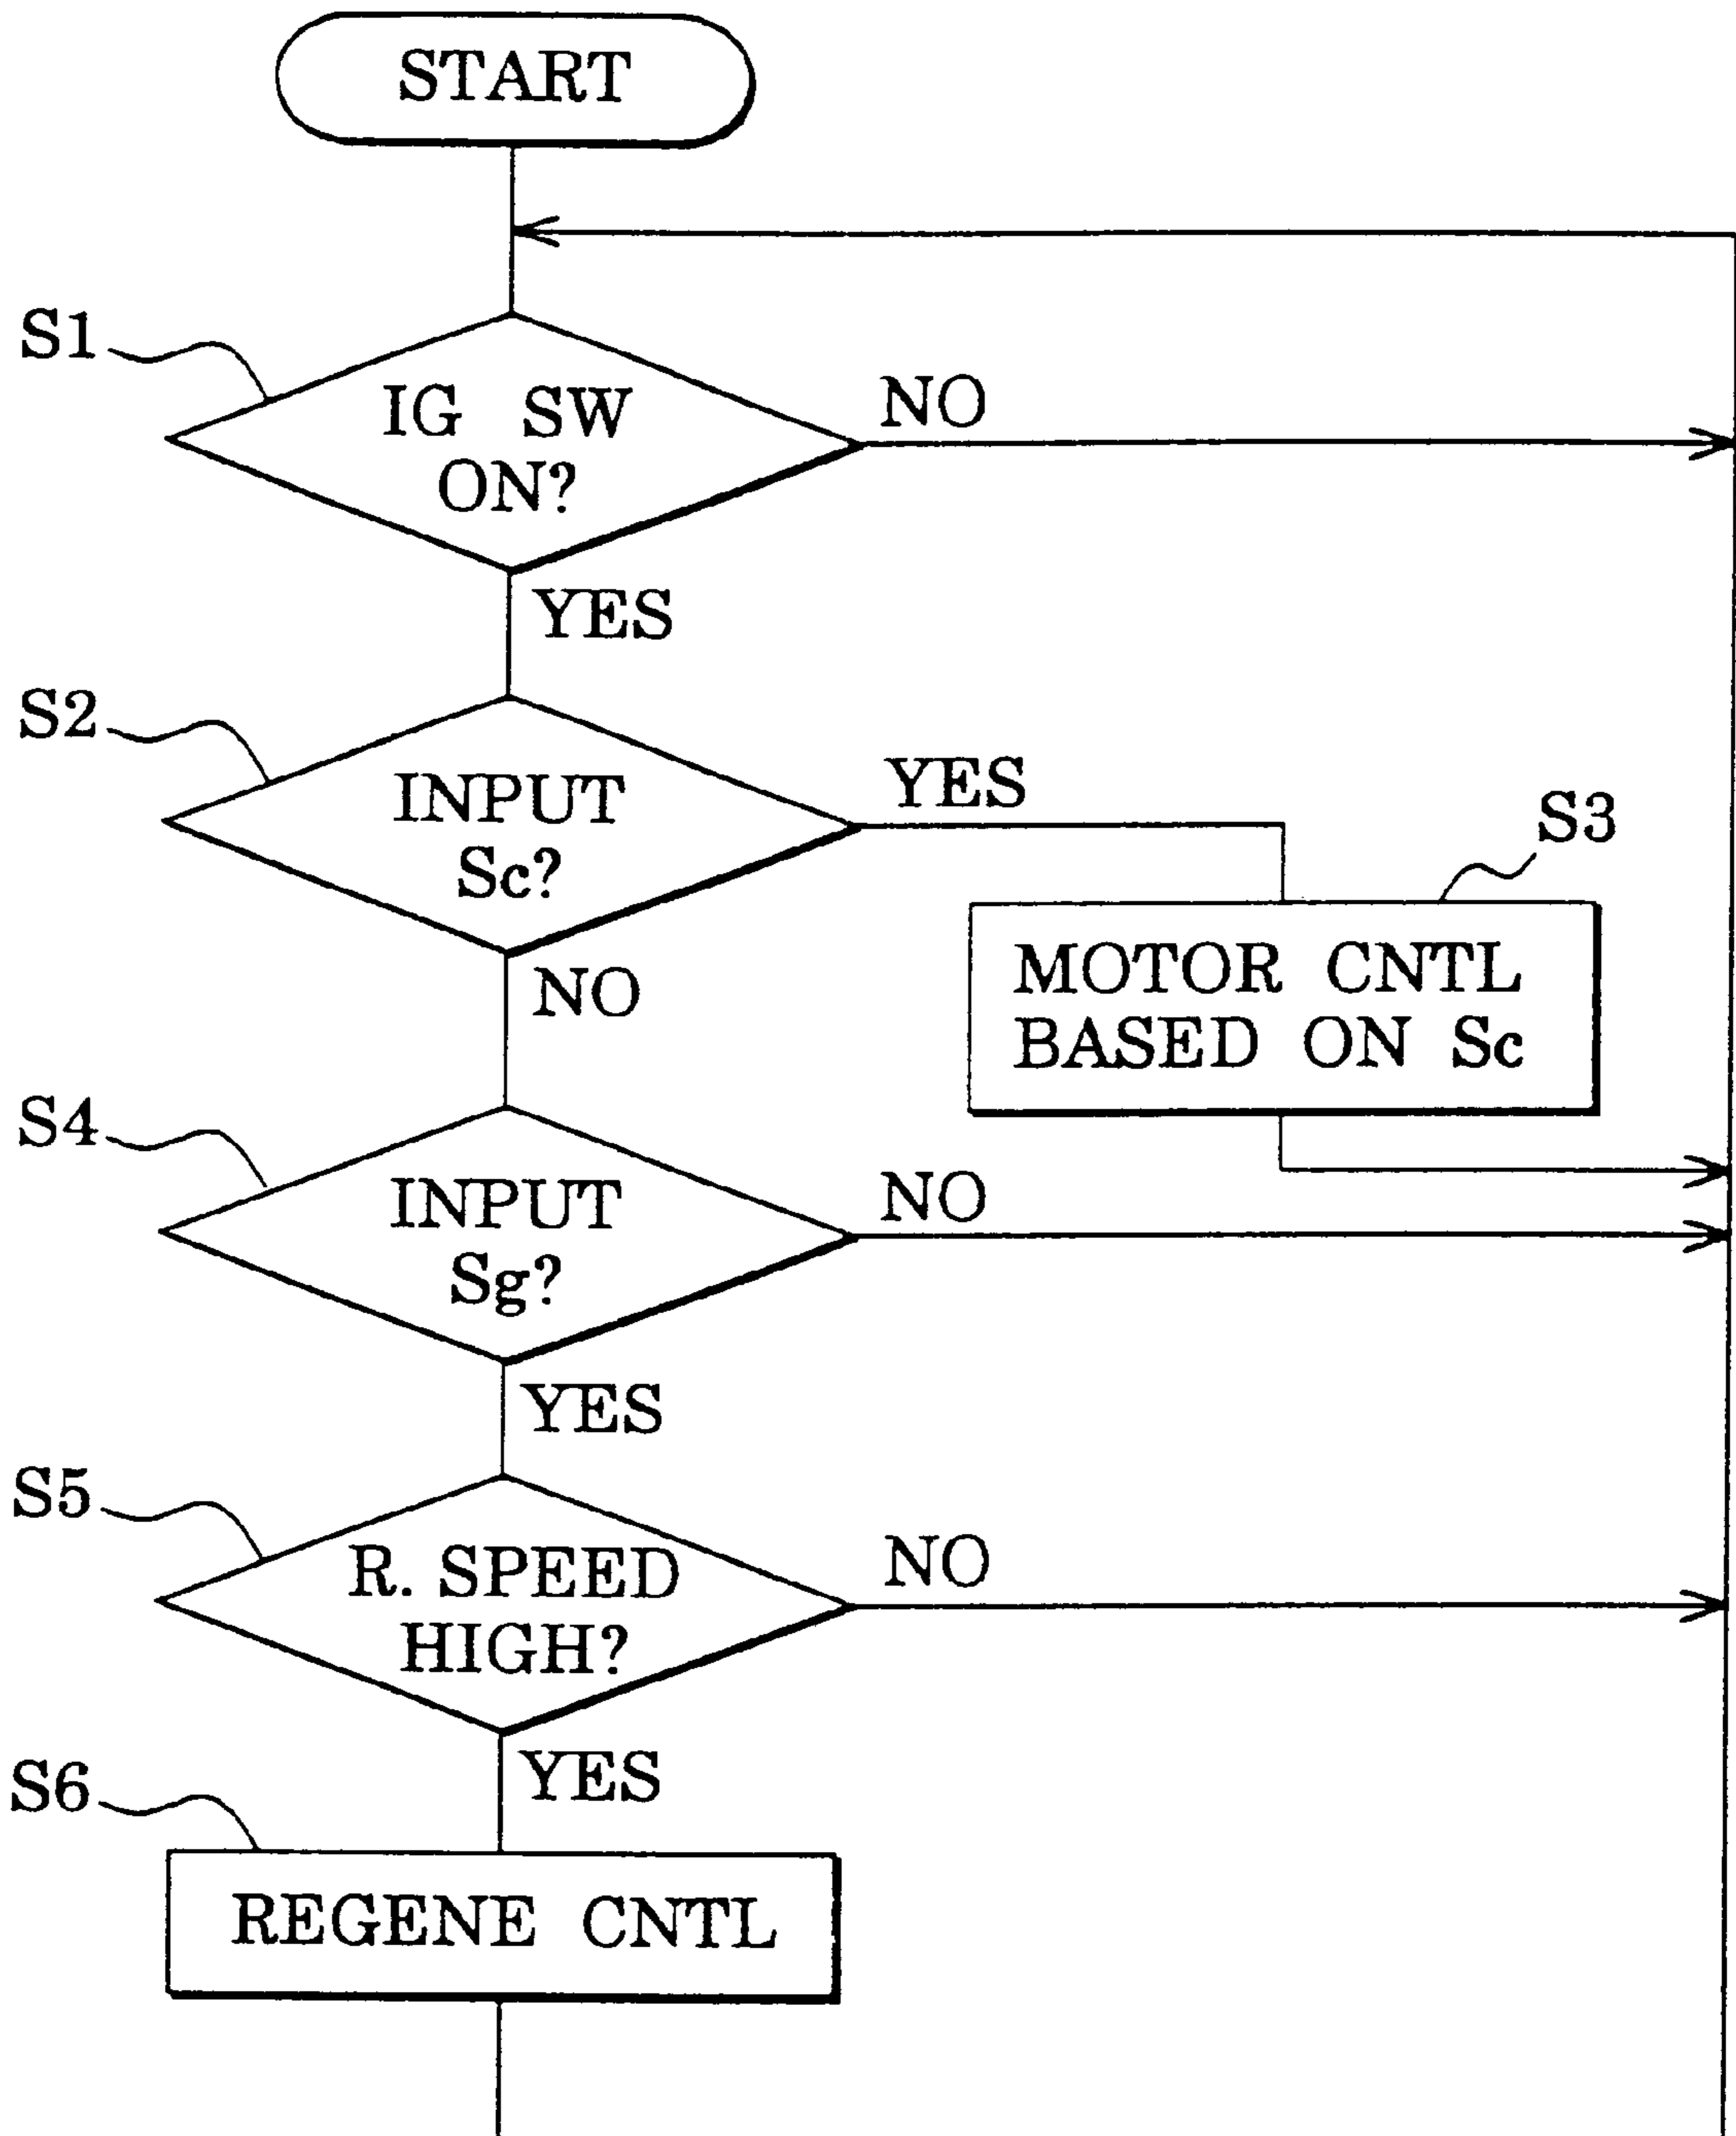 START
S1
IG SW
ON?
NO
YES
S2
INPUT
Sc?
YES
S3
MOTOR CNTL
BASED ON Sc
NO
S4
INPUT
Sg?
NO
YES
S5
R. SPEED
HIGH?
NO
YES
S6
REGENE CNTL